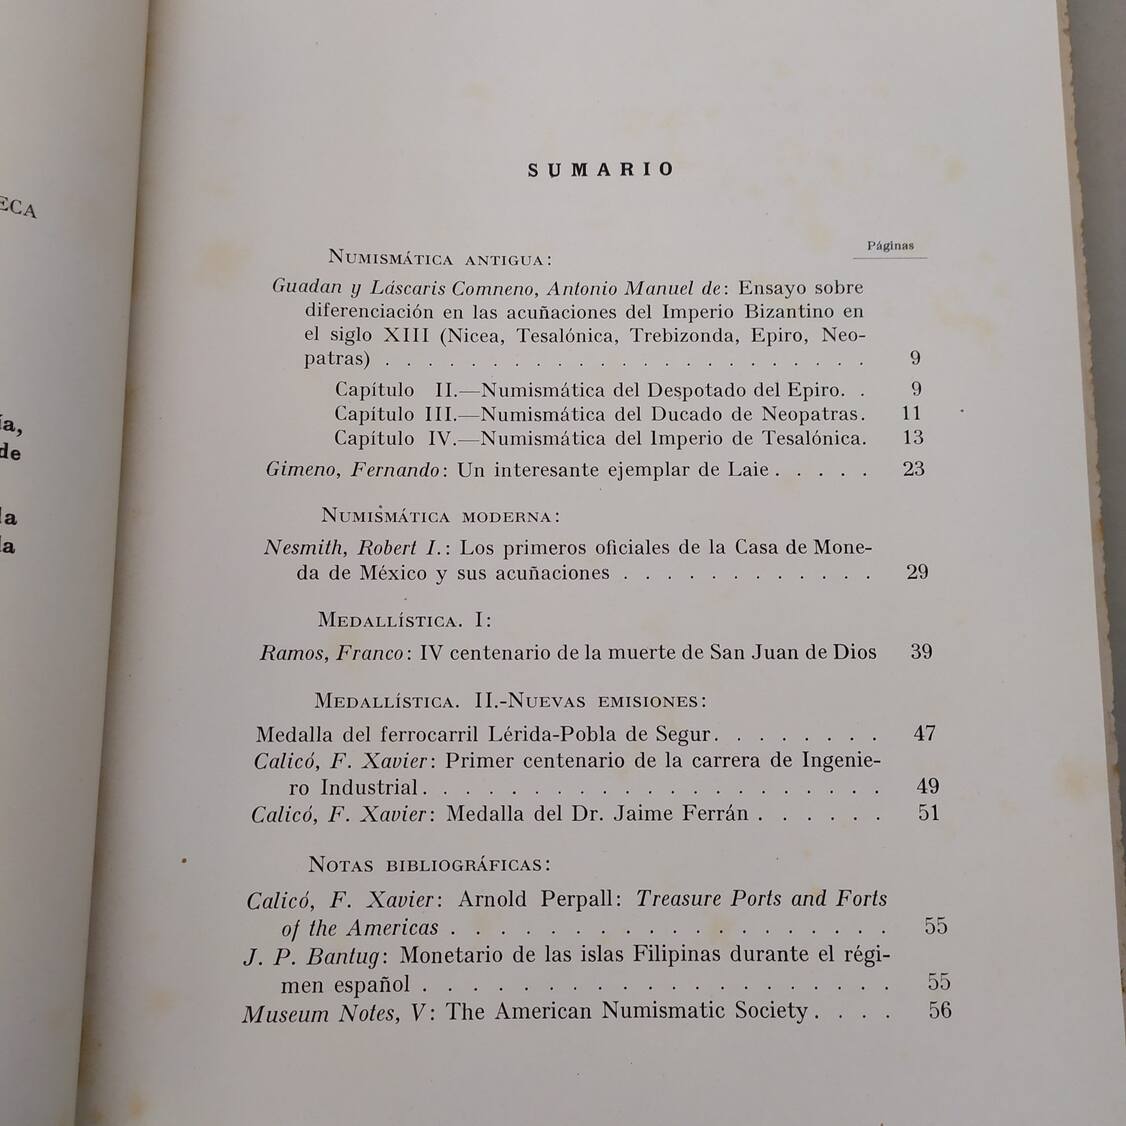 ECA
ía,
de
la
la
SUMARIO
Páginas
NUMISMÁTICA ANTIGUA:
Guadan y Láscaris Comneno, Antonio Manuel de: Ensayo sobre
diferenciación en las acuñaciones del Imperio Bizantino en
el siglo XIII (Nicea, Tesalónica, Trebizonda, Epiro, Neo-
patras) . . . . . . . . . . . . . . . . . . . . . . 9
Capítulo II.—Numismática del Despotado del Epiro. . 9
Capítulo III.—Numismática del Ducado de Neopatras. 11
Capítulo IV.—Numismática del Imperio de Tesalónica. 13
Gimeno, Fernando: Un interesante ejemplar de Laie . . . . . 23
NUMISMÁTICA MODERNA:
Nesmith, Robert I.: Los primeros oficiales de la Casa de Mone-
da de México y sus acuñaciones . . . . . . . . . . . . 29
MEDALLÍSTICA. I:
Ramos, Franco: IV centenario de la muerte de San Juan de Dios 39
MEDALLÍSTICA. II.-NUEVAS EMISIONES:
Medalla del ferrocarril Lérida-Pobla de Segur. . . . . . . . 47
Calicó, F. Xavier: Primer centenario de la carrera de Ingenie-
ro Industrial. . . . . . . . . . . . . . . . . . . . 49
Calicó, F. Xavier: Medalla del Dr. Jaime Ferrán . . . . . . 51
NOTAS BIBLIOGRÁFICAS:
Calicó, F. Xavier: Arnold Perpall: Treasure Ports and Forts
of the Americas . . . . . . . . . . . . . . . . . . 55
J. P. Bantug: Monetario de las islas Filipinas durante el régi-
men español . . . . . . . . . . . . . . . . . . . 55
Museum Notes, V: The American Numismatic Society . . . . 56